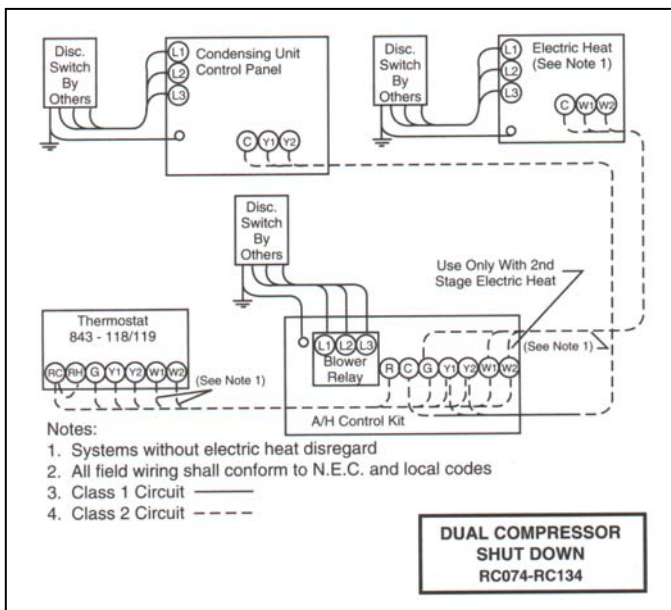 Disc.
Switch
By
Others
L1
L2
L3
Condensing Unit
Control Panel
C Y1 Y2
Disc.
Switch
By
Others
L1
L2
L3
Electric Heat
(See Note 1)
C W1 W2
Disc.
Switch
By
Others
Use Only With 2nd
Stage Electric Heat
Thermostat
843 - 118/119
RC RH G Y1 Y2 W1 W2
(See Note 1)
L1 L2 L3
Blower
Relay
R C G Y1 Y2 W1 W2
(See Note 1)
A/H Control Kit
Notes:
1. Systems without electric heat disregard
2. All field wiring shall conform to N.E.C. and local codes
3. Class 1 Circuit
4. Class 2 Circuit
DUAL COMPRESSOR
SHUT DOWN
RC074-RC134